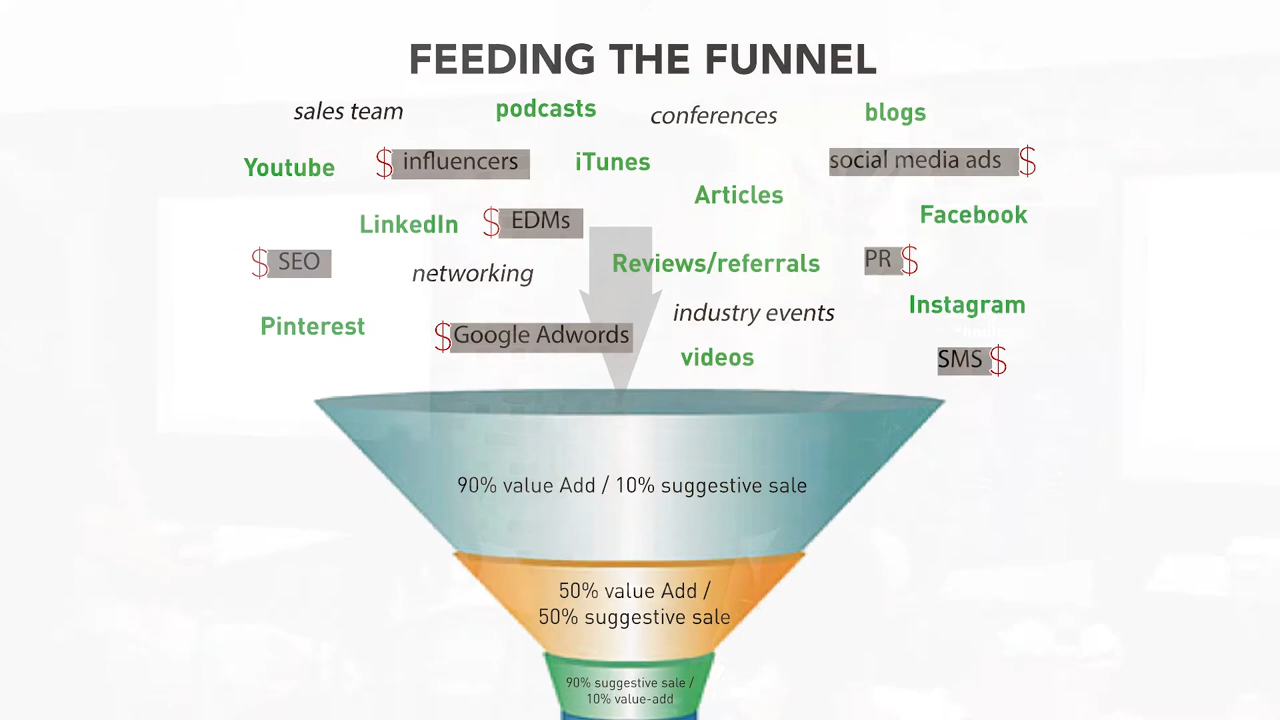 FEEDING THE FUNNEL
sales team
podcasts
conferences
blogs
Youtube
$ influencers
iTunes
social media ads $
Articles
LinkedIn
$ EDMs
Facebook
$ SEO
networking
Reviews/referrals
PR $
Pinterest
$ Google Adwords
industry events
Instagram
videos
SMS $
90% value Add / 10% suggestive sale
50% value Add /
50% suggestive sale
90% suggestive sale /
10% value-add